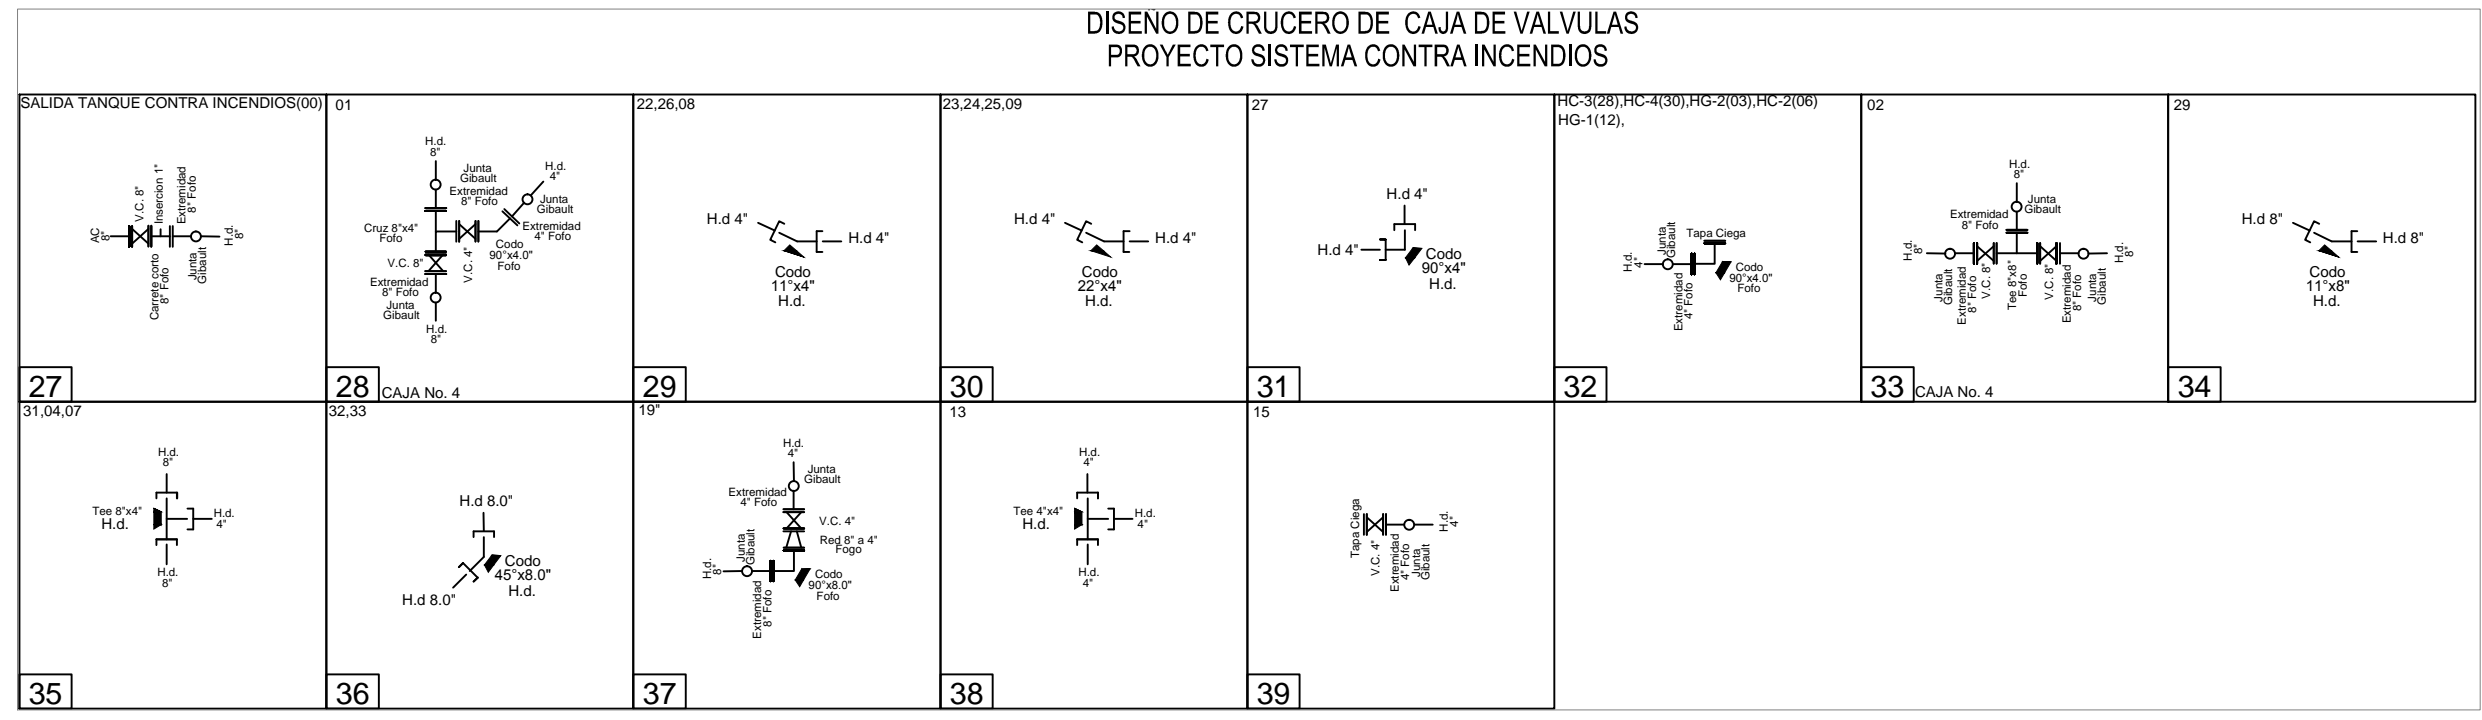 DISEÑO DE CRUCERO DE CAJA DE VALVULAS
PROYECTO SISTEMA CONTRA INCENDIOS
SALIDA TANQUE CONTRA INCENDIOS(00)
AC
8"
V.C. 8"
Insercion 1"
Extremidad
8" Fofo
H.d.
8"
Carrete corto
8" Fofo
Junta
Gibault
27
01
H.d.
8"
Junta
Gibault
Extremidad
8" Fofo
H.d.
4"
Junta
Gibault
Extremidad
4" Fofo
Cruz 8"x4"
Fofo
V.C. 4"
Codo
90°x4.0"
Fofo
V.C. 8"
Extremidad
8" Fofo
Junta
Gibault
H.d.
8"
28
CAJA No. 4
22,26,08
H.d 4"
H.d 4"
Codo
11°x4"
H.d.
29
23,24,25,09
H.d 4"
H.d 4"
Codo
22°x4"
H.d.
30
27
H.d 4"
H.d 4"
Codo
90°x4"
H.d.
31
HC-3(28),HC-4(30),HG-2(03),HC-2(06)
HG-1(12),
H.d.
4"
Junta
Gibault
Tapa Ciega
Extremidad
4" Fofo
Codo
90°x4.0"
Fofo
32
02
H.d.
8"
Junta
Gibault
Extremidad
8" Fofo
H.d.
8"
H.d.
8"
Junta
Gibault
Extremidad
8" Fofo
V.C. 8"
Tee 8"x8"
Fofo
V.C. 8"
Extremidad
8" Fofo
Junta
Gibault
33
CAJA No. 4
29
H.d 8"
H.d 8"
Codo
11°x8"
H.d.
34
31,04,07
H.d.
8"
Tee 8"x4"
H.d.
H.d.
4"
H.d.
8"
35
32,33
H.d 8.0"
Codo
45°x8.0"
H.d.
H.d 8.0"
36
19"
H.d.
4"
Junta
Gibault
Extremidad
4" Fofo
V.C. 4"
Red 8" a 4"
Fogo
H.d.
8"
Junta
Gibault
Extremidad
8" Fofo
Codo
90°x8.0"
Fofo
37
13
H.d.
4"
Tee 4"x4"
H.d.
H.d.
4"
H.d.
4"
38
15
Tapa Ciega
V.C. 4"
Extremidad
4" Fofo
Junta
Gibault
H.d.
4"
39